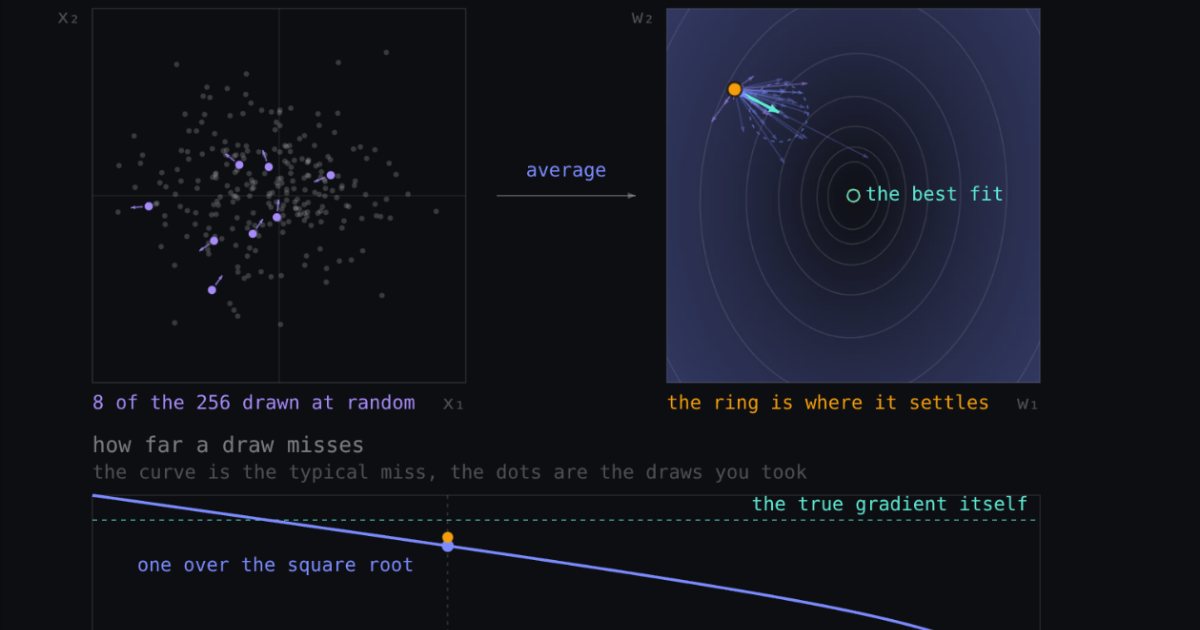 x₂
w₂
average
the best fit
8 of the 256 drawn at random
x₁
the ring is where it settles
w₁
how far a draw misses
the curve is the typical miss, the dots are the draws you took
the true gradient itself
one over the square root